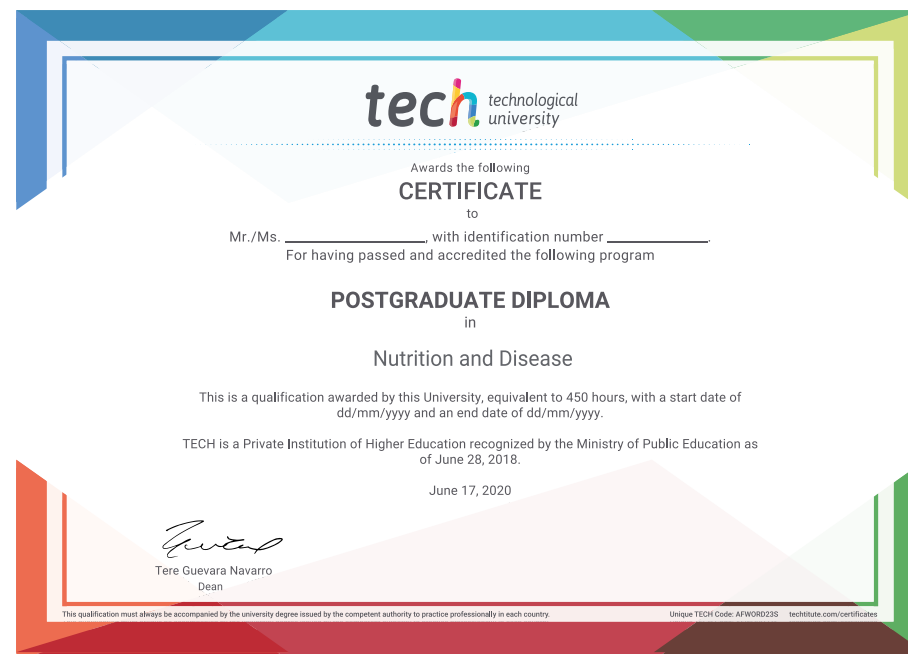 tech technological
university
Awards the following
CERTIFICATE
to
Mr./Ms. ________________, with identification number ______________.
For having passed and accredited the following program
POSTGRADUATE DIPLOMA
in
Nutrition and Disease
This is a qualification awarded by this University, equivalent to 450 hours, with a start date of
dd/mm/yyyy and an end date of dd/mm/yyyy.
TECH is a Private Institution of Higher Education recognized by the Ministry of Public Education as
of June 28, 2018.
June 17, 2020
Tere Guevara Navarro
Dean
This qualification must always be accompanied by the university degree issued by the competent authority to practice professionally in each country. Unique TECH Code: AFWORD23S techtitute.com/certificates